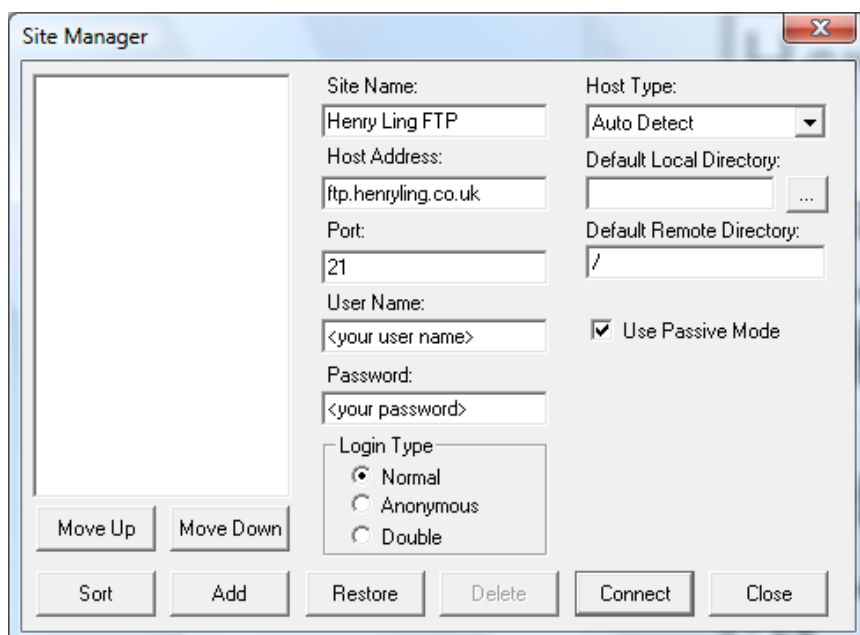 Site Manager
Site Name:
Henry Ling FTP
Host Address:
ftp.henryling.co.uk
Port:
21
User Name:
<your user name>
Password:
<your password>
Login Type
Normal
Anonymous
Double
Host Type:
Auto Detect
Default Local Directory:
...
Default Remote Directory:
/
Use Passive Mode
Move Up
Move Down
Sort
Add
Restore
Delete
Connect
Close